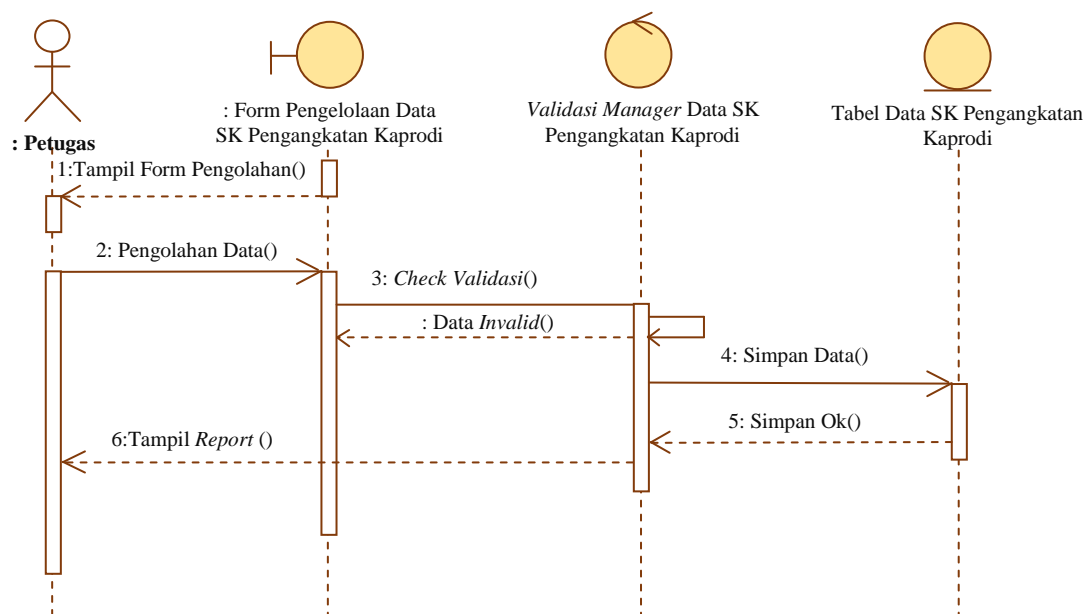 : Petugas
: Form Pengelolaan Data
SK Pengangkatan Kaprodi
Validasi Manager Data SK
Pengangkatan Kaprodi
Tabel Data SK Pengangkatan
Kaprodi
1:Tampil Form Pengolahan()
2: Pengolahan Data()
3: Check Validasi()
: Data Invalid()
4: Simpan Data()
5: Simpan Ok()
6:Tampil Report ()